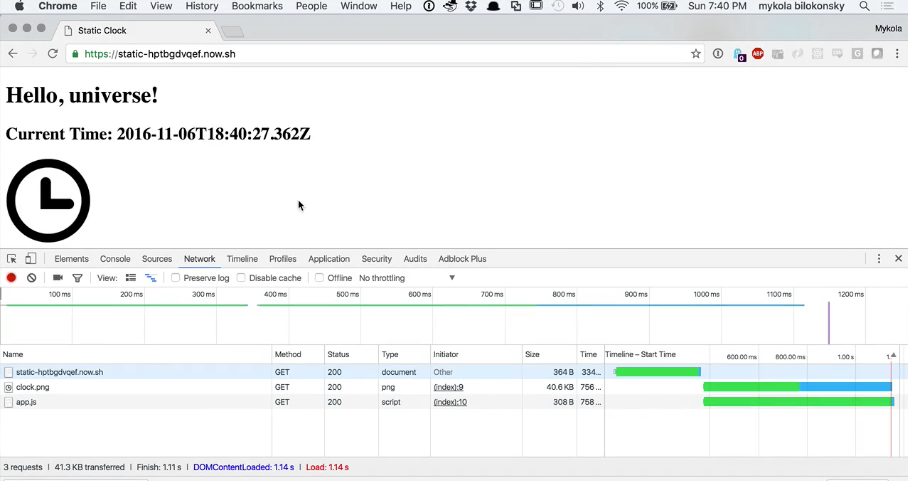 Chrome File Edit View History Bookmarks People Window Help 100% Sun 7:40 PM mykola bilokonsky
Static Clock Mykola
https://static-hptbgdvqef.now.sh
Hello, universe!
Current Time: 2016-11-06T18:40:27.362Z
Elements Console Sources Network Timeline Profiles Application Security Audits Adblock Plus
View: Preserve log Disable cache Offline No throttling
100 ms 200 ms 300 ms 400 ms 500 ms 600 ms 700 ms 800 ms 900 ms 1000 ms 1100 ms 1200 ms
Name Method Status Type Initiator Size Time Timeline – Start Time 600.00 ms 800.00 ms 1.00 s 1...
static-hptbgdvqef.now.sh GET 200 document Other 364 B 334...
clock.png GET 200 png (index):9 40.6 KB 756 ...
app.js GET 200 script (index):10 308 B 758 ...
3 requests | 41.3 KB transferred | Finish: 1.11 s | DOMContentLoaded: 1.14 s | Load: 1.14 s